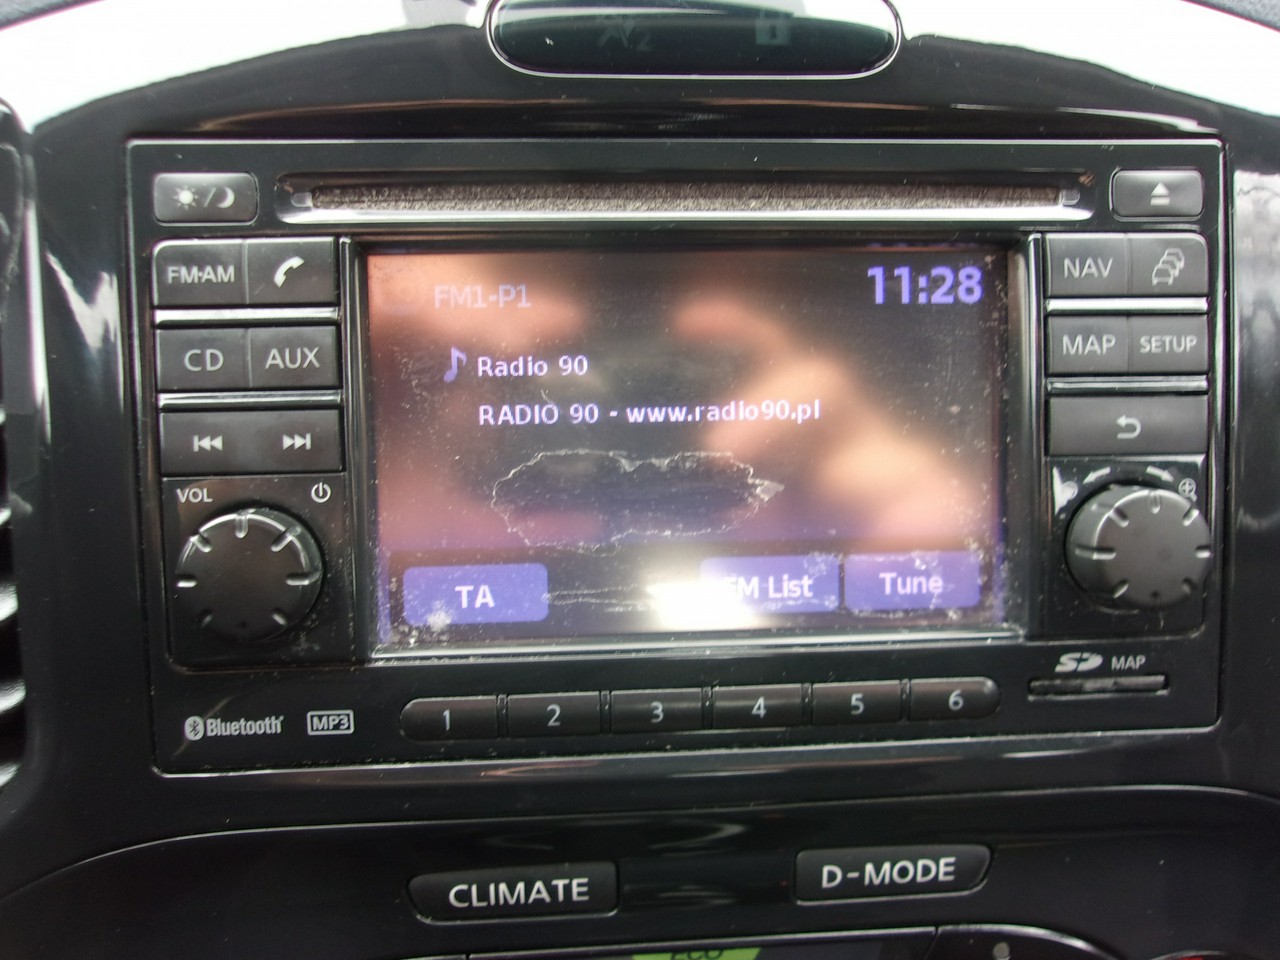 FM·AM
NAV
FM1-P1
11:28
CD AUX
Radio 90
MAP SETUP
RADIO 90 - www.radio90.pl
VOL
TA
FM List
Tune
SD MAP
Bluetooth MP3
1 2 3 4 5 6
CLIMATE
D-MODE
ECO